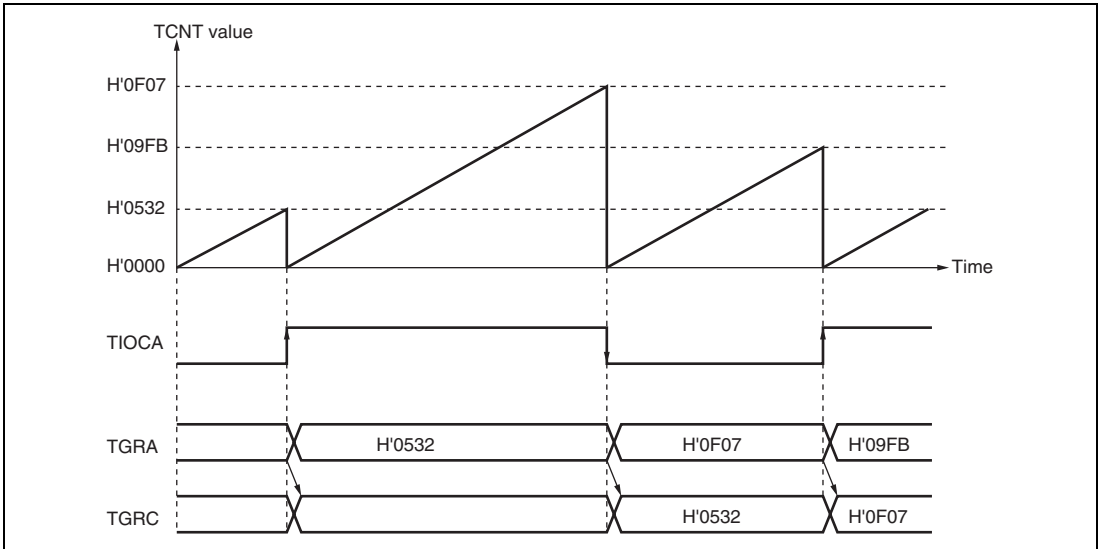 TCNT value
H'0F07
H'09FB
H'0532
H'0000
Time
TIOCA
TGRA
H'0532
H'0F07
H'09FB
TGRC
H'0532
H'0F07